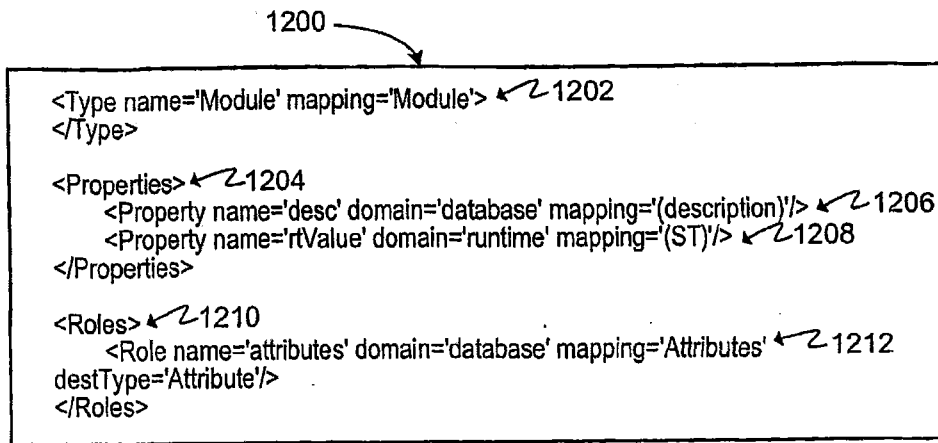 1200
<Type name='Module' mapping='Module'> 1202
</Type>
<Properties> 1204
<Property name='desc' domain='database' mapping='(description)'/> 1206
<Property name='rtValue' domain='runtime' mapping='(ST)'/> 1208
</Properties>
<Roles> 1210
<Role name='attributes' domain='database' mapping='Attributes' 1212
destType='Attribute'/>
</Roles>